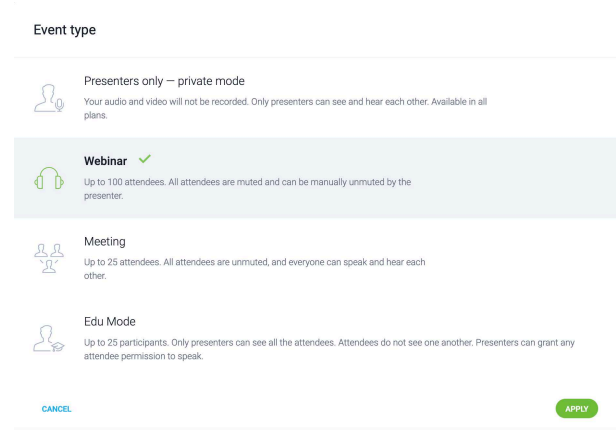 Event type
Presenters only — private mode
Your audio and video will not be recorded. Only presenters can see and hear each other. Available in all
plans.
Webinar
Up to 100 attendees. All attendees are muted and can be manually unmuted by the
presenter.
Meeting
Up to 25 attendees. All attendees are unmuted, and everyone can speak and hear each
other.
Edu Mode
Up to 25 participants. Only presenters can see all the attendees. Attendees do not see one another. Presenters can grant any
attendee permission to speak.
CANCEL
APPLY